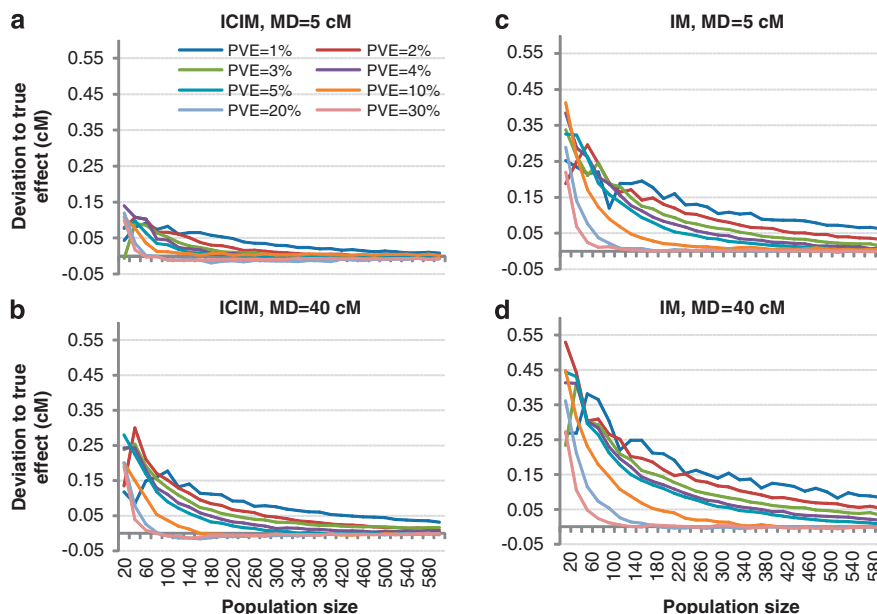 a
ICIM, MD=5 cM
0.55
0.45
0.35
0.25
0.15
0.05
-0.05
Deviation to true
effect (cM)
PVE=1%
PVE=2%
PVE=3%
PVE=4%
PVE=5%
PVE=10%
PVE=20%
PVE=30%
c
IM, MD=5 cM
0.55
0.45
0.35
0.25
0.15
0.05
-0.05
b
ICIM, MD=40 cM
0.55
0.45
0.35
0.25
0.15
0.05
-0.05
Deviation to true
effect (cM)
20
60
100
140
180
220
260
300
340
380
420
460
500
540
580
Population size
d
IM, MD=40 cM
0.55
0.45
0.35
0.25
0.15
0.05
-0.05
20
60
100
140
180
220
260
300
340
380
420
460
500
540
580
Population size